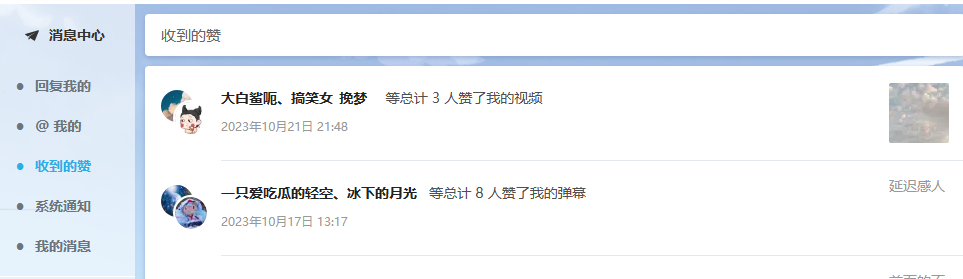 消息中心
回复我的
@ 我的
收到的赞
系统通知
我的消息
收到的赞
大白鲨呃、搞笑女 挽梦 等总计 3 人赞了我的视频
2023年10月21日 21:48
一只爱吃瓜的轻空、冰下的月光 等总计 8 人赞了我的弹幕
2023年10月17日 13:17
延迟感人